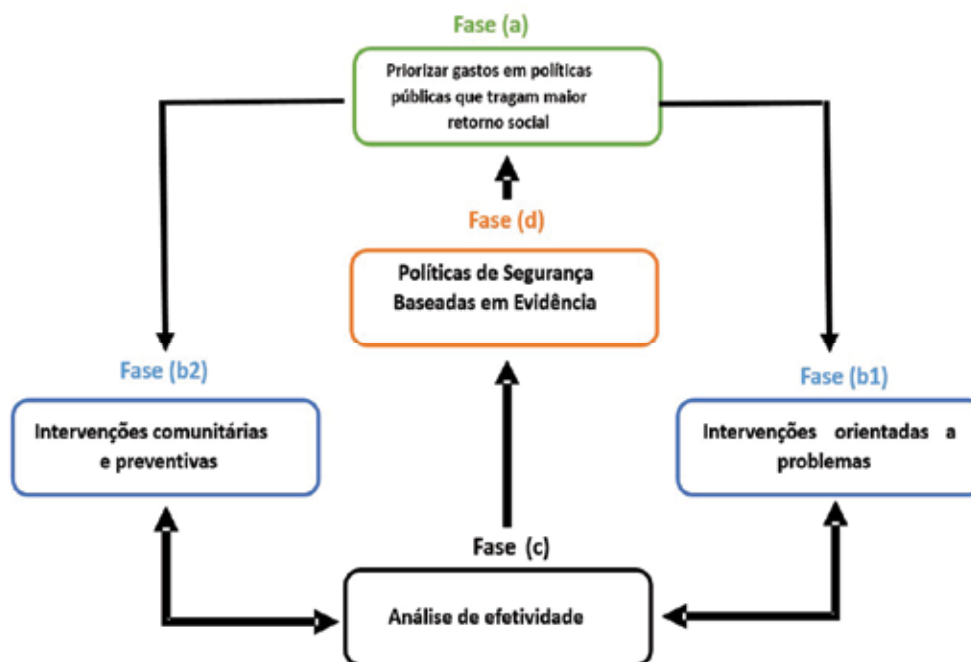 Fase (a)
Priorizar gastos em políticas
públicas que tragam maior
retorno social
Fase (d)
Políticas de Segurança
Baseadas em Evidência
Fase (b2)
Intervenções comunitárias
e preventivas
Fase (b1)
Intervenções orientadas a
problemas
Fase (c)
Análise de efetividade